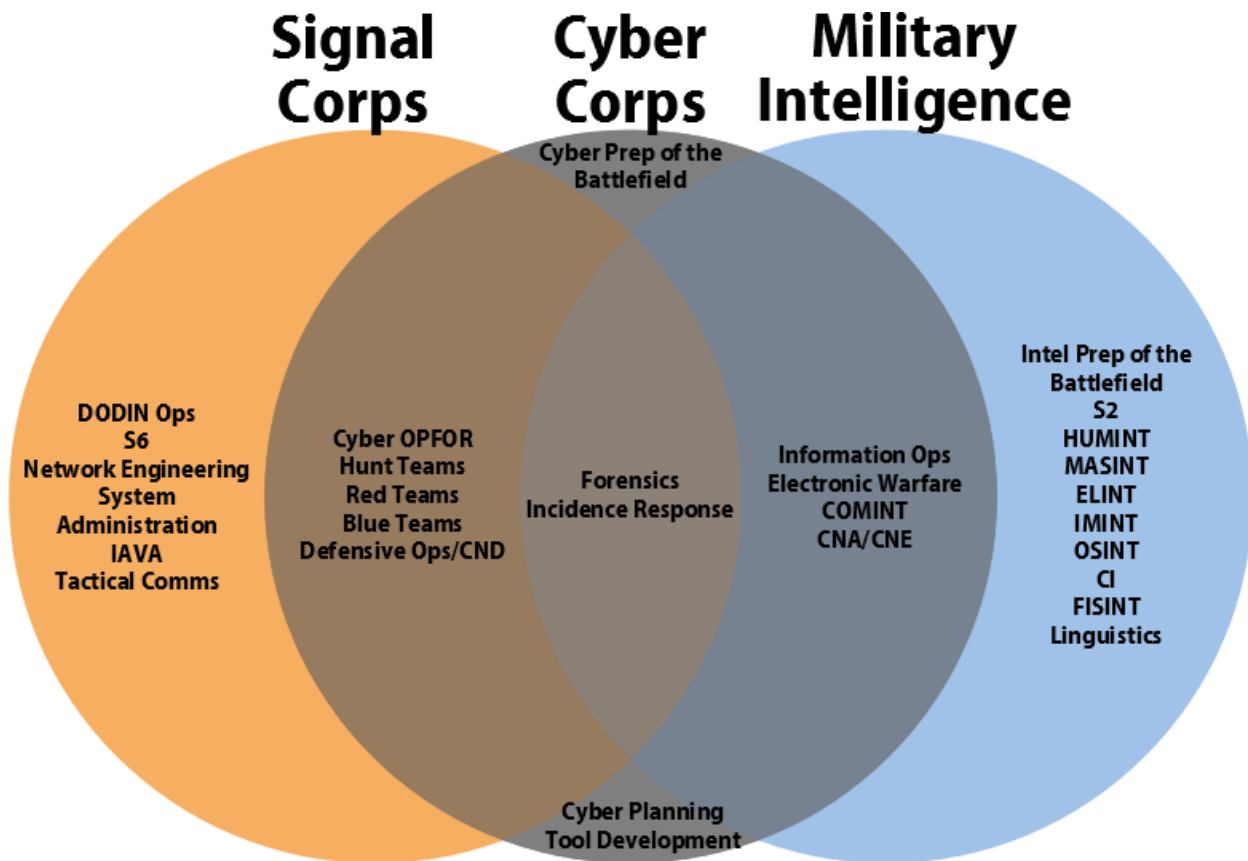 Signal
Corps
Cyber
Corps
Military
Intelligence
Cyber Prep of the
Battlefield
DODIN Ops
S6
Network Engineering
System
Administration
IAVA
Tactical Comms
Cyber OPFOR
Hunt Teams
Red Teams
Blue Teams
Defensive Ops/CND
Forensics
Incidence Response
Information Ops
Electronic Warfare
COMINT
CNA/CNE
Intel Prep of the
Battlefield
S2
HUMINT
MASINT
ELINT
IMINT
OSINT
CI
FISINT
Linguistics
Cyber Planning
Tool Development